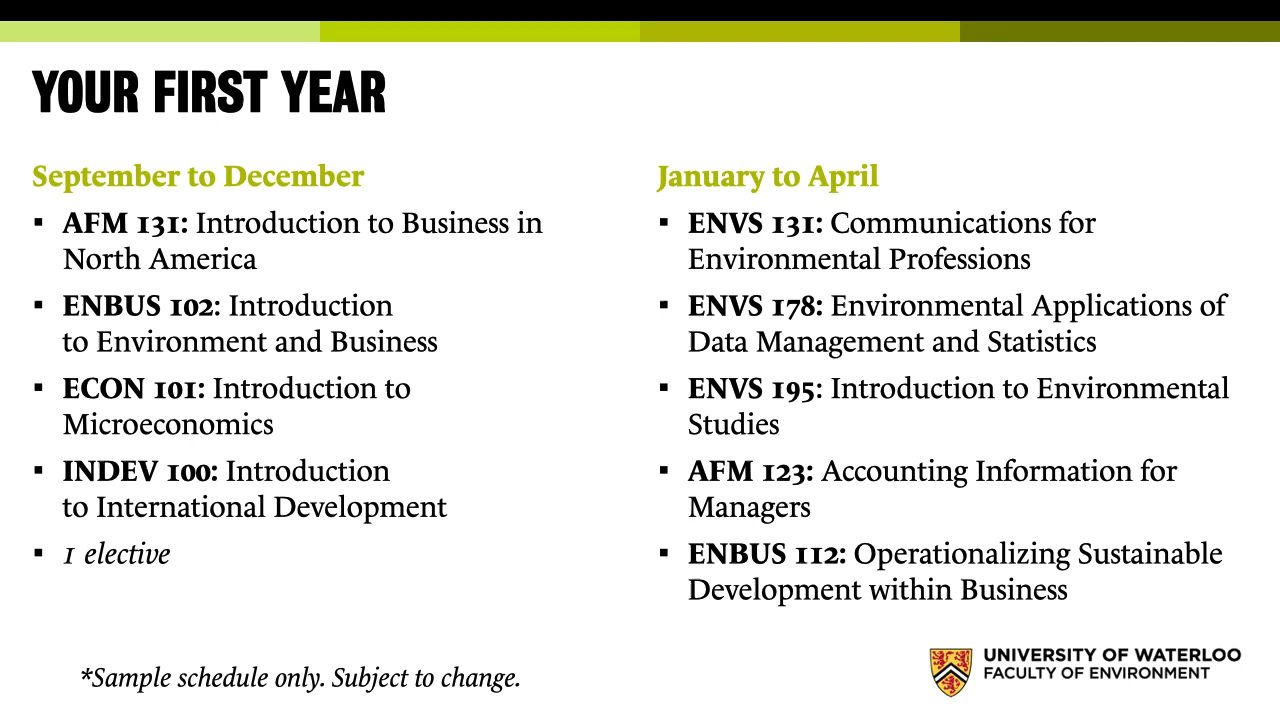 YOUR FIRST YEAR
September to December
▪ AFM 131: Introduction to Business in
North America
▪ ENBUS 102: Introduction
to Environment and Business
▪ ECON 101: Introduction to
Microeconomics
▪ INDEV 100: Introduction
to International Development
▪ 1 elective
January to April
▪ ENVS 131: Communications for
Environmental Professions
▪ ENVS 178: Environmental Applications of
Data Management and Statistics
▪ ENVS 195: Introduction to Environmental
Studies
▪ AFM 123: Accounting Information for
Managers
▪ ENBUS 112: Operationalizing Sustainable
Development within Business
*Sample schedule only. Subject to change.
UNIVERSITY OF WATERLOO
FACULTY OF ENVIRONMENT